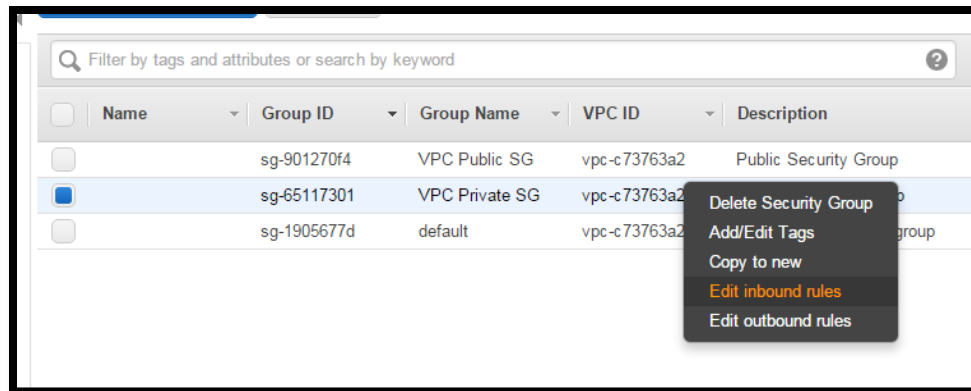 Filter by tags and attributes or search by keyword
Name Group ID Group Name VPC ID Description
sg-901270f4 VPC Public SG vpc-c73763a2 Public Security Group
sg-65117301 VPC Private SG vpc-c73763a2
sg-1905677d default vpc-c73763a2 group
Delete Security Group
Add/Edit Tags
Copy to new
Edit inbound rules
Edit outbound rules